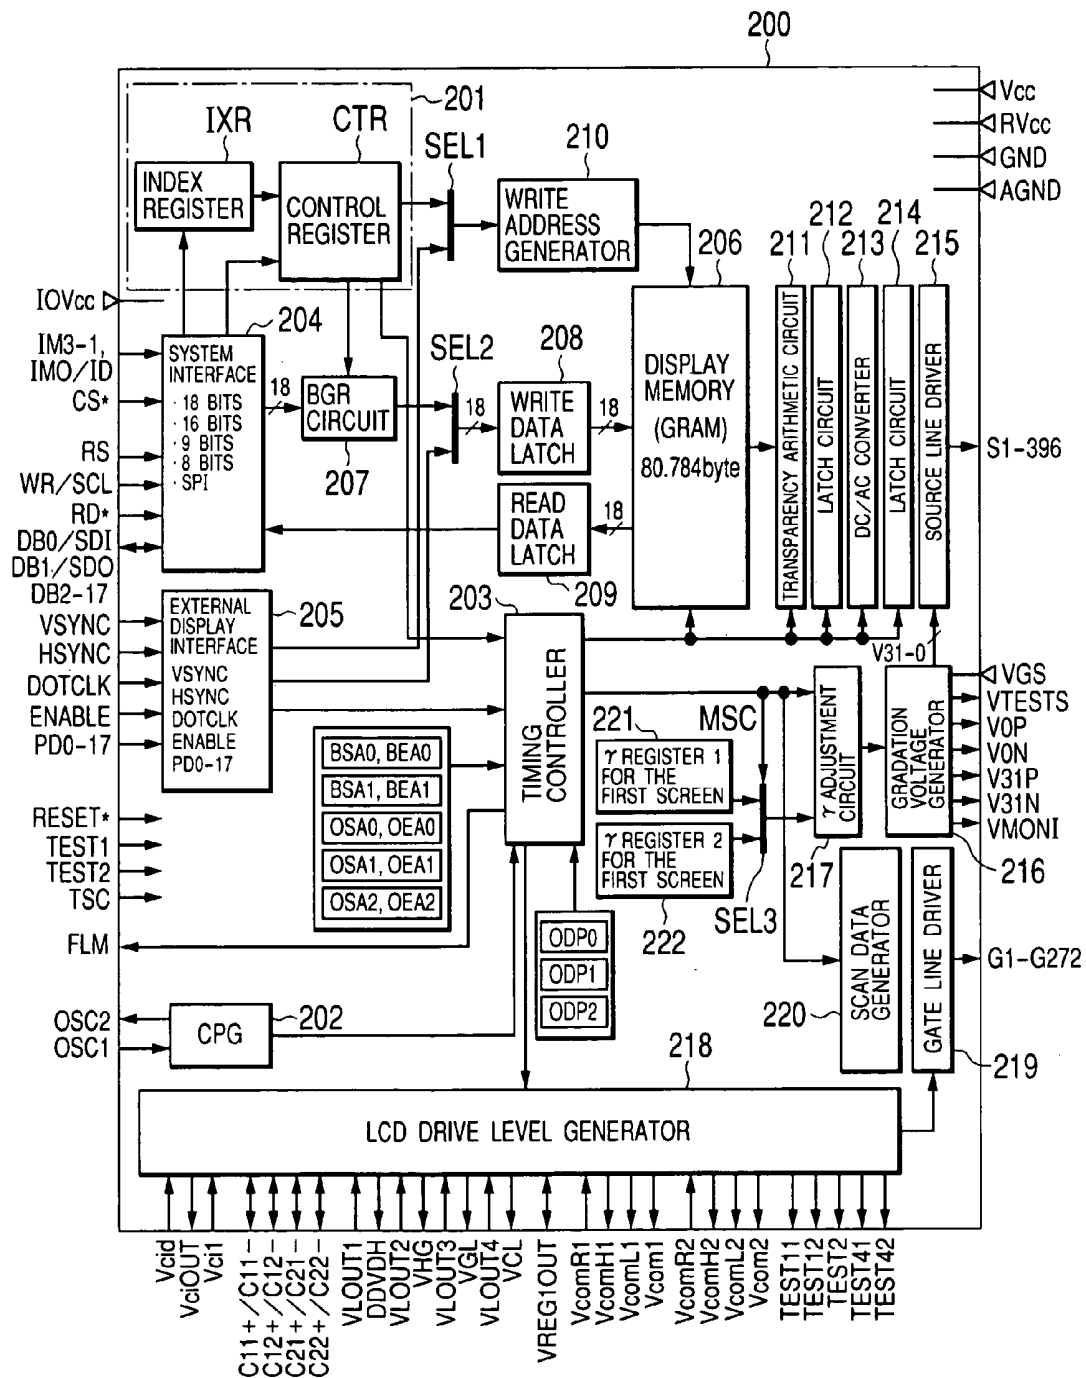 200
201
IXR
CTR
INDEX
REGISTER
CONTROL
REGISTER
SEL1
210
WRITE
ADDRESS
GENERATOR
206
211
212
213
214
215
Vcc
RVcc
GND
AGND
IOVcc
IM3-1,
IM0/ID
CS*
RS
WR/SCL
RD*
DB0/SDI
DB1/SDO
DB2-17
204
SYSTEM
INTERFACE
· 18 BITS
· 16 BITS
· 9 BITS
· 8 BITS
· SPI
18
BGR
CIRCUIT
207
SEL2
18
208
WRITE
DATA
LATCH
18
READ
DATA
LATCH
18
209
DISPLAY
MEMORY
(GRAM)
80.784byte
TRANSPARENCY ARITHMETIC CIRCUIT
LATCH CIRCUIT
DC/AC CONVERTER
LATCH CIRCUIT
SOURCE LINE DRIVER
S1-396
VSYNC
HSYNC
DOTCLK
ENABLE
PD0-17
205
EXTERNAL
DISPLAY
INTERFACE
VSYNC
HSYNC
DOTCLK
ENABLE
PD0-17
203
TIMING
CONTROLLER
V31-0
BSA0, BEA0
BSA1, BEA1
OSA0, OEA0
OSA1, OEA1
OSA2, OEA2
221
MSC
γ REGISTER 1
FOR THE
FIRST SCREEN
γ REGISTER 2
FOR THE
FIRST SCREEN
222
SEL3
γ ADJUSTMENT
CIRCUIT
217
GRADATION
VOLTAGE
GENERATOR
216
VGS
VTESTS
V0P
V0N
V31P
V31N
VMONI
RESET*
TEST1
TEST2
TSC
FLM
ODP0
ODP1
ODP2
SCAN DATA
GENERATOR
220
GATE LINE DRIVER
219
G1-G272
OSC2
OSC1
CPG
202
218
LCD DRIVE LEVEL GENERATOR
Vcid
VciOUT
Vci1
C11+/C11-
C12+/C12-
C21+/C21-
C22+/C22-
VLOUT1
DDVDH
VLOUT2
VHG
VLOUT3
VGL
VLOUT4
VCL
VREG1OUT
VcomR1
VcomH1
VcomL1
Vcom1
VcomR2
VcomH2
VcomL2
Vcom2
TEST11
TEST12
TEST2
TEST41
TEST42